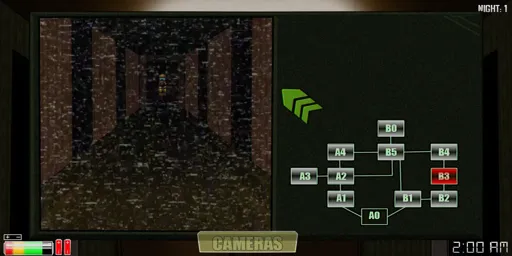 NIGHT: 1
B0
A4 B5 B4
A3 A2 B3
A1 B1 B2
A0
CAMERAS
2:00 AM